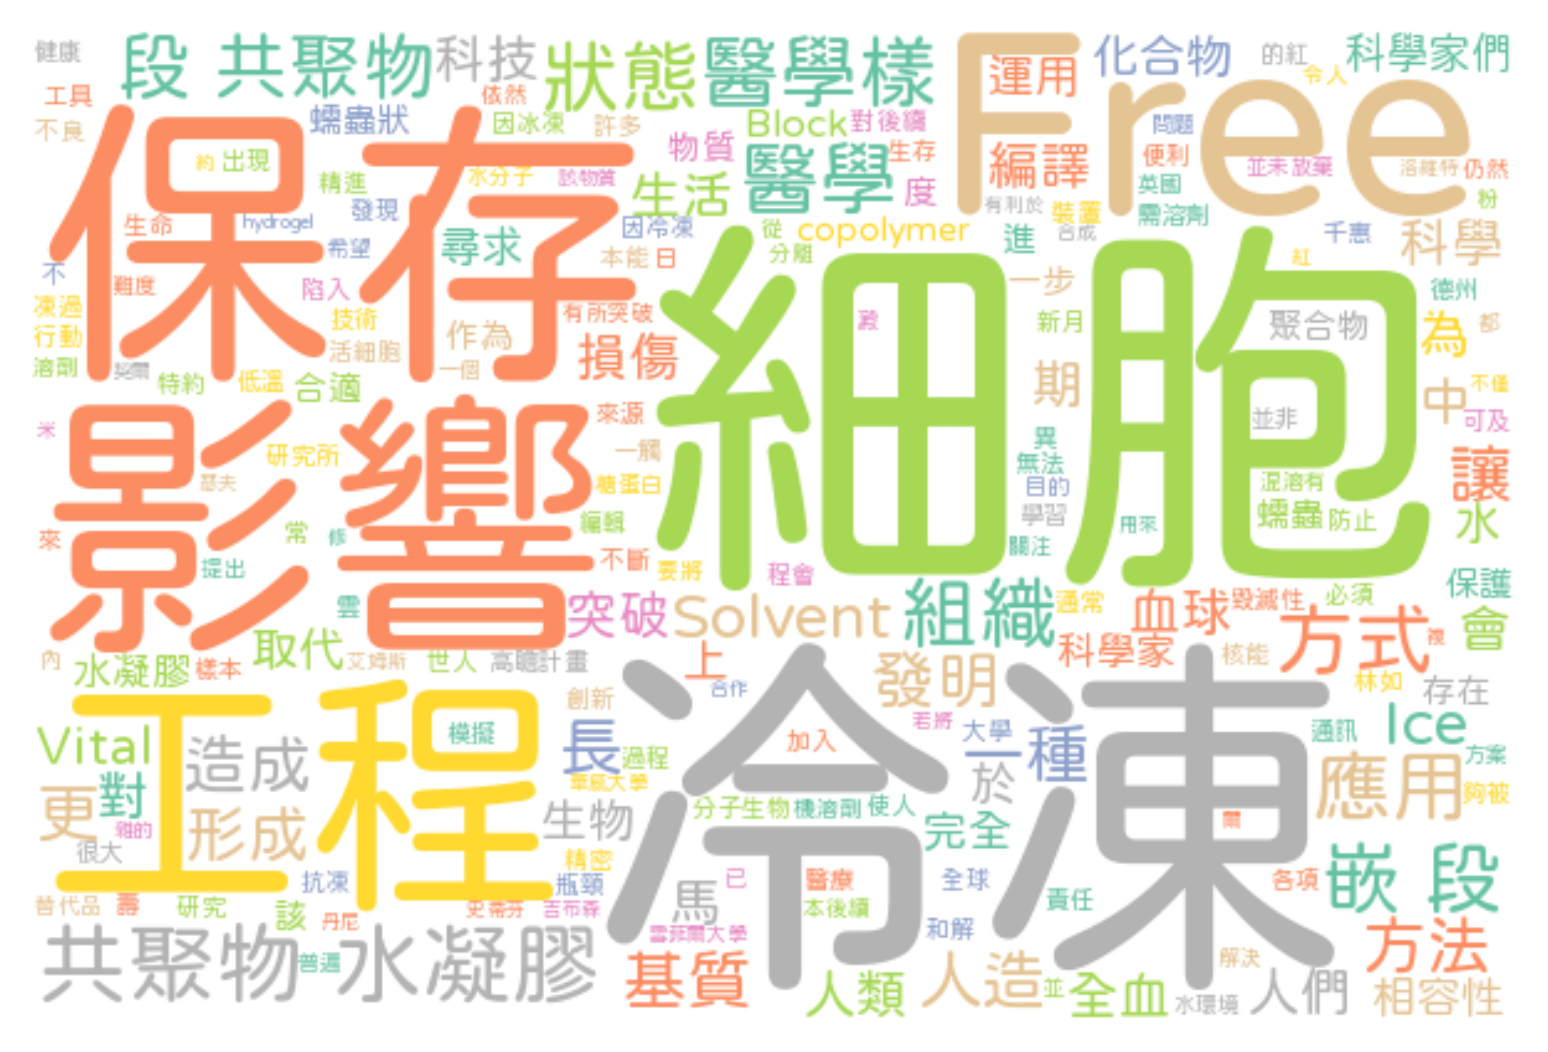 健康
段 共聚物
科技
狀態
醫學樣
Free
運用
化合物
的紅
令人
科學家們
工具
依然
不良
蠕蟲狀
因冰凍
許多
物質
Block
對後續
問題
保存
約
出現
精進
水分子
該物質
生活
醫學
生存
度
編譯
便利
並未
放棄
洛維特
仍然
英國
粉
生命
hydrogel
發現
因冷凍
從
copolymer
有利於
裝置
需溶劑
合成
千惠
科學
不
希望
尋求
本能
日
分離
進
紅
難度
陷入
一步
德州
凍過
行動
技術
作為
有所突破
細胞
澱
新月
聚合物
為
都
溶劑
契爾
特約
低溫
活細胞
合適
一個
損傷
期
中
不僅
並非
可及
米
影響
來源
研究所
一觸
異
無法
目的
讓
瑟夫
糖蛋白
混溶有
蠕蟲
防止
水
學習
用來
來
常
修
編輯
關注
提出
不斷
要將
程會
保護
雲
突破
Solvent
組織
通常
血球
毀滅性
必須
方式
會
內
水凝膠
樣本
取代
艾姆斯
世人
高瞻計畫
上
發明
科學家
核能
複
林如
存在
合作
工程
冷凍
創新
Vital
造成
模擬
長
過程
加入
若將
大學
一種
通訊
Ice
方案
華威大學
於
應用
夠被
更
對
雜的
形成
生物
分子生物
機溶劑
使人
完全
爾
很大
精密
抗凍
瓶頸
馬
已
醫療
全球
責任
各項
嵌 段
替代品
壽
研究
該
丹尼
史蒂芬
吉布森
雪菲爾大學
本後續
和解
方法
共聚物
普遍
水凝膠
基質
人類
人造
並
全血
水環境
解決
人們
相容性